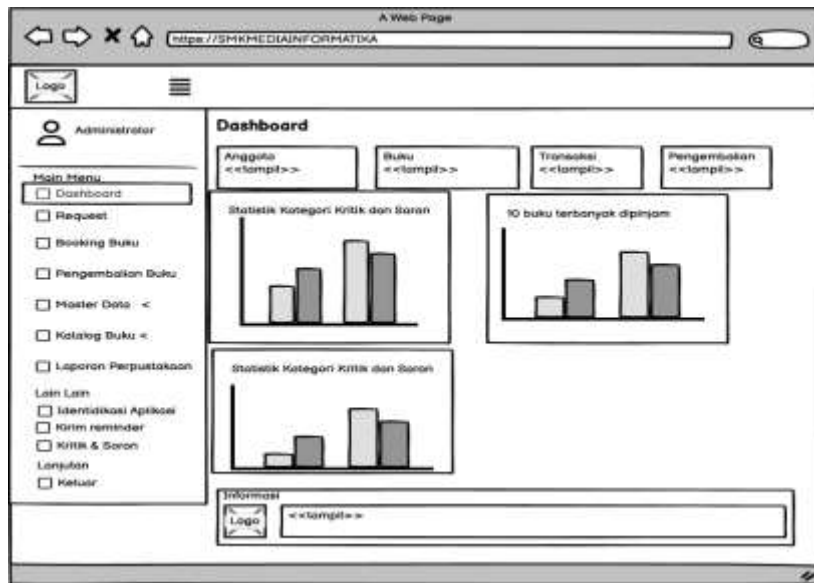 A Web Page
https://SMKMEDIAINFORMATIKA
Logo
Administrator
Main Menu
Dashboard
Request
Booking Buku
Pengembalian Buku
Master Data <
Katalog Buku <
Laporan Perpustakaan
Lain Lain
Identidikasi Aplikasi
Kirim reminder
Kritik & Saran
Lanjutan
Keluar
Dashboard
Anggota
<<tampil>>
Buku
<<tampil>>
Transaksi
<<tampil>>
Pengembalian
<<tampil>>
Statistik Kategori Kritik dan Saran
10 buku terbanyak dipinjam
Statistik Kategori Kritik dan Saran
Informasi
Logo
<<tampil>>